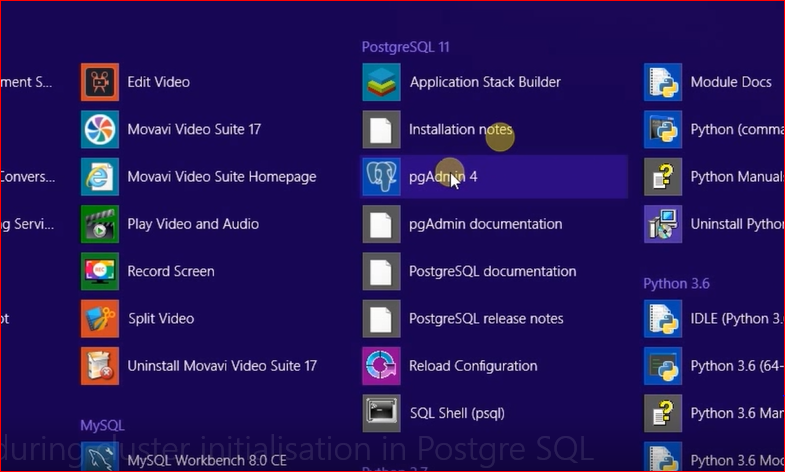 ment S...
Convers...
g Servi...
ot
Edit Video
Movavi Video Suite 17
Movavi Video Suite Homepage
Play Video and Audio
Record Screen
Split Video
Uninstall Movavi Video Suite 17
MySQL
MySQL Workbench 8.0 CE
PostgreSQL 11
Application Stack Builder
Installation notes
pgAdmin 4
pgAdmin documentation
PostgreSQL documentation
PostgreSQL release notes
Reload Configuration
SQL Shell (psql)
Module Docs
Python (comma
Python Manual
Uninstall Python
Python 3.6
IDLE (Python 3.
Python 3.6 (64-
Python 3.6 Man
Python 3.6 Mod
during cluster initialisation in Postgre SQL